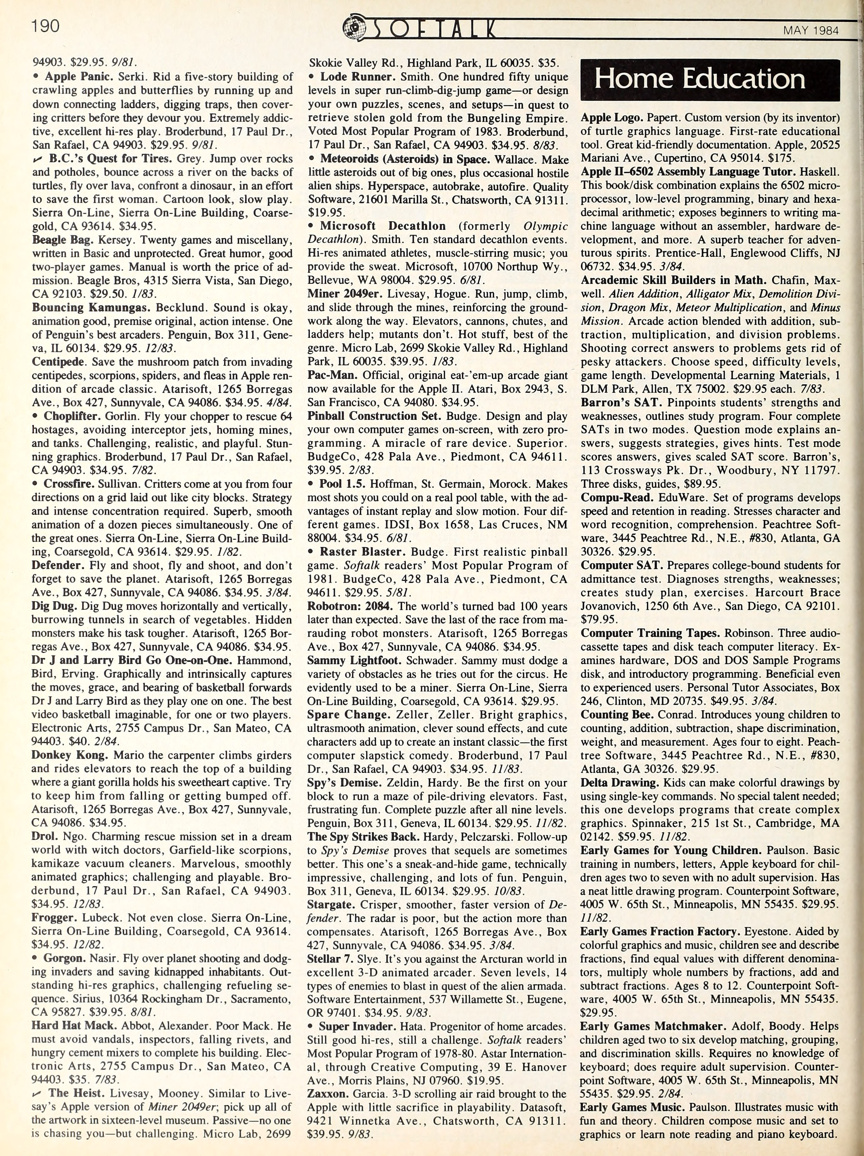 190
SOFTALK
MAY 1984
94903. $29.95. 9/81.
• Apple Panic. Serki. Rid a five-story building of
crawling apples and butterflies by running up and
down connecting ladders, digging traps, then cover-
ing critters before they devour you. Extremely addic-
tive, excellent hi-res play. Broderbund, 17 Paul Dr.,
San Rafael, CA 94903. $29.95. 9/81.
✓ B.C.'s Quest for Tires. Grey. Jump over rocks
and potholes, bounce across a river on the backs of
turtles, fly over lava, confront a dinosaur, in an effort
to save the first woman. Cartoon look, slow play.
Sierra On-Line, Sierra On-Line Building, Coarse-
gold, CA 93614. $34.95.
Beagle Bag. Kersey. Twenty games and miscellany,
written in Basic and unprotected. Great humor, good
two-player games. Manual is worth the price of ad-
mission. Beagle Bros, 4315 Sierra Vista, San Diego,
CA 92103. $29.50. 1/83.
Bouncing Kamungas. Becklund. Sound is okay,
animation good, premise original, action intense. One
of Penguin's best arcaders. Penguin, Box 311, Gene-
va, IL 60134. $29.95. 12/83.
Centipede. Save the mushroom patch from invading
centipedes, scorpions, spiders, and fleas in Apple ren-
dition of arcade classic. Atarisoft, 1265 Borregas
Ave., Box 427, Sunnyvale, CA 94086. $34.95. 4/84.
• Choplifter. Gorlin. Fly your chopper to rescue 64
hostages, avoiding interceptor jets, homing mines,
and tanks. Challenging, realistic, and playful. Stun-
ning graphics. Broderbund, 17 Paul Dr., San Rafael,
CA 94903. $34.95. 7/82.
• Crossfire. Sullivan. Critters come at you from four
directions on a grid laid out like city blocks. Strategy
and intense concentration required. Superb, smooth
animation of a dozen pieces simultaneously. One of
the great ones. Sierra On-Line, Sierra On-Line Build-
ing, Coarsegold, CA 93614. $29.95. 1/82.
Defender. Fly and shoot, fly and shoot, and don't
forget to save the planet. Atarisoft, 1265 Borregas
Ave., Box 427, Sunnyvale, CA 94086. $34.95. 3/84.
Dig Dug. Dig Dug moves horizontally and vertically,
burrowing tunnels in search of vegetables. Hidden
monsters make his task tougher. Atarisoft, 1265 Bor-
regas Ave., Box 427, Sunnyvale, CA 94086. $34.95.
Dr J and Larry Bird Go One-on-One. Hammond,
Bird, Erving. Graphically and intrinsically captures
the moves, grace, and bearing of basketball forwards
Dr J and Larry Bird as they play one on one. The best
video basketball imaginable, for one or two players.
Electronic Arts, 2755 Campus Dr., San Mateo, CA
94403. $40. 2/84.
Donkey Kong. Mario the carpenter climbs girders
and rides elevators to reach the top of a building
where a giant gorilla holds his sweetheart captive. Try
to keep him from falling or getting bumped off.
Atarisoft, 1265 Borregas Ave., Box 427, Sunnyvale,
CA 94086. $34.95.
Drol. Ngo. Charming rescue mission set in a dream
world with witch doctors, Garfield-like scorpions,
kamikaze vacuum cleaners. Marvelous, smoothly
animated graphics; challenging and playable. Bro-
derbund, 17 Paul Dr., San Rafael, CA 94903.
$34.95. 12/83.
Frogger. Lubeck. Not even close. Sierra On-Line,
Sierra On-Line Building, Coarsegold, CA 93614.
$34.95. 12/82.
• Gorgon. Nasir. Fly over planet shooting and dodg-
ing invaders and saving kidnapped inhabitants. Out-
standing hi-res graphics, challenging refueling se-
quence. Sirius, 10364 Rockingham Dr., Sacramento,
CA 95827. $39.95. 8/81.
Hard Hat Mack. Abbot, Alexander. Poor Mack. He
must avoid vandals, inspectors, falling rivets, and
hungry cement mixers to complete his building. Elec-
tronic Arts, 2755 Campus Dr., San Mateo, CA
94403. $35. 7/83.
✓ The Heist. Livesay, Mooney. Similar to Live-
say's Apple version of Miner 2049er; pick up all of
the artwork in sixteen-level museum. Passive—no one
is chasing you—but challenging. Micro Lab, 2699
Skokie Valley Rd., Highland Park, IL 60035. $35.
• Lode Runner. Smith. One hundred fifty unique
levels in super run-climb-dig-jump game—or design
your own puzzles, scenes, and setups—in quest to
retrieve stolen gold from the Bungeling Empire.
Voted Most Popular Program of 1983. Broderbund,
17 Paul Dr., San Rafael, CA 94903. $34.95. 8/83.
• Meteoroids (Asteroids) in Space. Wallace. Make
little asteroids out of big ones, plus occasional hostile
alien ships. Hyperspace, autobrake, autofire. Quality
Software, 21601 Marilla St., Chatsworth, CA 91311.
$19.95.
• Microsoft Decathlon (formerly Olympic
Decathlon). Smith. Ten standard decathlon events.
Hi-res animated athletes, muscle-stirring music; you
provide the sweat. Microsoft, 10700 Northup Wy.,
Bellevue, WA 98004. $29.95. 6/81.
Miner 2049er. Livesay, Hogue. Run, jump, climb,
and slide through the mines, reinforcing the ground-
work along the way. Elevators, cannons, chutes, and
ladders help; mutants don't. Hot stuff, best of the
genre. Micro Lab, 2699 Skokie Valley Rd., Highland
Park, IL 60035. $39.95. 1/83.
Pac-Man. Official, original eat-'em-up arcade giant
now available for the Apple II. Atari, Box 2943, S.
San Francisco, CA 94080. $34.95.
Pinball Construction Set. Budge. Design and play
your own computer games on-screen, with zero pro-
gramming. A miracle of rare device. Superior.
BudgeCo, 428 Pala Ave., Piedmont, CA 94611.
$39.95. 2/83.
• Pool 1.5. Hoffman, St. Germain, Morock. Makes
most shots you could on a real pool table, with the ad-
vantages of instant replay and slow motion. Four dif-
ferent games. IDSI, Box 1658, Las Cruces, NM
88004. $34.95. 6/81.
• Raster Blaster. Budge. First realistic pinball
game. Softalk readers' Most Popular Program of
1981. BudgeCo, 428 Pala Ave., Piedmont, CA
94611. $29.95. 5/81.
Robotron: 2084. The world's turned bad 100 years
later than expected. Save the last of the race from ma-
rauding robot monsters. Atarisoft, 1265 Borregas
Ave., Box 427, Sunnyvale, CA 94086. $34.95.
Sammy Lightfoot. Schwader. Sammy must dodge a
variety of obstacles as he tries out for the circus. He
evidently used to be a miner. Sierra On-Line, Sierra
On-Line Building, Coarsegold, CA 93614. $29.95.
Spare Change. Zeller, Zeller. Bright graphics,
ultrasmooth animation, clever sound effects, and cute
characters add up to create an instant classic—the first
computer slapstick comedy. Broderbund, 17 Paul
Dr., San Rafael, CA 94903. $34.95. 11/83.
Spy's Demise. Zeldin, Hardy. Be the first on your
block to run a maze of pile-driving elevators. Fast,
frustrating fun. Complete puzzle after all nine levels.
Penguin, Box 311, Geneva, IL 60134. $29.95. 11/82.
The Spy Strikes Back. Hardy, Pelczarski. Follow-up
to Spy's Demise proves that sequels are sometimes
better. This one's a sneak-and-hide game, technically
impressive, challenging, and lots of fun. Penguin,
Box 311, Geneva, IL 60134. $29.95. 10/83.
Stargate. Crisper, smoother, faster version of De-
fender. The radar is poor, but the action more than
compensates. Atarisoft, 1265 Borregas Ave., Box
427, Sunnyvale, CA 94086. $34.95. 3/84.
Stellar 7. Slye. It's you against the Arcturan world in
excellent 3-D animated arcader. Seven levels, 14
types of enemies to blast in quest of the alien armada.
Software Entertainment, 537 Willamette St., Eugene,
OR 97401. $34.95. 9/83.
• Super Invader. Hata. Progenitor of home arcades.
Still good hi-res, still a challenge. Softalk readers'
Most Popular Program of 1978-80. Astar Internation-
al, through Creative Computing, 39 E. Hanover
Ave., Morris Plains, NJ 07960. $19.95.
Zaxxon. Garcia. 3-D scrolling air raid brought to the
Apple with little sacrifice in playability. Datasoft,
9421 Winnetka Ave., Chatsworth, CA 91311.
$39.95. 9/83.
Home Education
Apple Logo. Papert. Custom version (by its inventor)
of turtle graphics language. First-rate educational
tool. Great kid-friendly documentation. Apple, 20525
Mariani Ave., Cupertino, CA 95014. $175.
Apple II–6502 Assembly Language Tutor. Haskell.
This book/disk combination explains the 6502 micro-
processor, low-level programming, binary and hexa-
decimal arithmetic; exposes beginners to writing ma-
chine language without an assembler, hardware de-
velopment, and more. A superb teacher for adven-
turous spirits. Prentice-Hall, Englewood Cliffs, NJ
06732. $34.95. 3/84.
Arcademic Skill Builders in Math. Chafin, Max-
well. Alien Addition, Alligator Mix, Demolition Divi-
sion, Dragon Mix, Meteor Multiplication, and Minus
Mission. Arcade action blended with addition, sub-
traction, multiplication, and division problems.
Shooting correct answers to problems gets rid of
pesky attackers. Choose speed, difficulty levels,
game length. Developmental Learning Materials, 1
DLM Park, Allen, TX 75002. $29.95 each. 7/83.
Barron's SAT. Pinpoints students' strengths and
weaknesses, outlines study program. Four complete
SATs in two modes. Question mode explains an-
swers, suggests strategies, gives hints. Test mode
scores answers, gives scaled SAT score. Barron's,
113 Crossways Pk. Dr., Woodbury, NY 11797.
Three disks, guides, $89.95.
Compu-Read. EduWare. Set of programs develops
speed and retention in reading. Stresses character and
word recognition, comprehension. Peachtree Soft-
ware, 3445 Peachtree Rd., N.E., #830, Atlanta, GA
30326. $29.95.
Computer SAT. Prepares college-bound students for
admittance test. Diagnoses strengths, weaknesses;
creates study plan, exercises. Harcourt Brace
Jovanovich, 1250 6th Ave., San Diego, CA 92101.
$79.95.
Computer Training Tapes. Robinson. Three audio-
cassette tapes and disk teach computer literacy. Ex-
amines hardware, DOS and DOS Sample Programs
disk, and introductory programming. Beneficial even
to experienced users. Personal Tutor Associates, Box
246, Clinton, MD 20735. $49.95. 3/84.
Counting Bee. Conrad. Introduces young children to
counting, addition, subtraction, shape discrimination,
weight, and measurement. Ages four to eight. Peach-
tree Software, 3445 Peachtree Rd., N.E., #830,
Atlanta, GA 30326. $29.95.
Delta Drawing. Kids can make colorful drawings by
using single-key commands. No special talent needed;
this one develops programs that create complex
graphics. Spinnaker, 215 1st St., Cambridge, MA
02142. $59.95. 11/82.
Early Games for Young Children. Paulson. Basic
training in numbers, letters, Apple keyboard for chil-
dren ages two to seven with no adult supervision. Has
a neat little drawing program. Counterpoint Software,
4005 W. 65th St., Minneapolis, MN 55435. $29.95.
11/82.
Early Games Fraction Factory. Eyestone. Aided by
colorful graphics and music, children see and describe
fractions, find equal values with different denomina-
tors, multiply whole numbers by fractions, add and
subtract fractions. Ages 8 to 12. Counterpoint Soft-
ware, 4005 W. 65th St., Minneapolis, MN 55435.
$29.95.
Early Games Matchmaker. Adolf, Boody. Helps
children aged two to six develop matching, grouping,
and discrimination skills. Requires no knowledge of
keyboard; does require adult supervision. Counter-
point Software, 4005 W. 65th St., Minneapolis, MN
55435. $29.95. 2/84.
Early Games Music. Paulson. Illustrates music with
fun and theory. Children compose music and set to
graphics or learn note reading and piano keyboard.